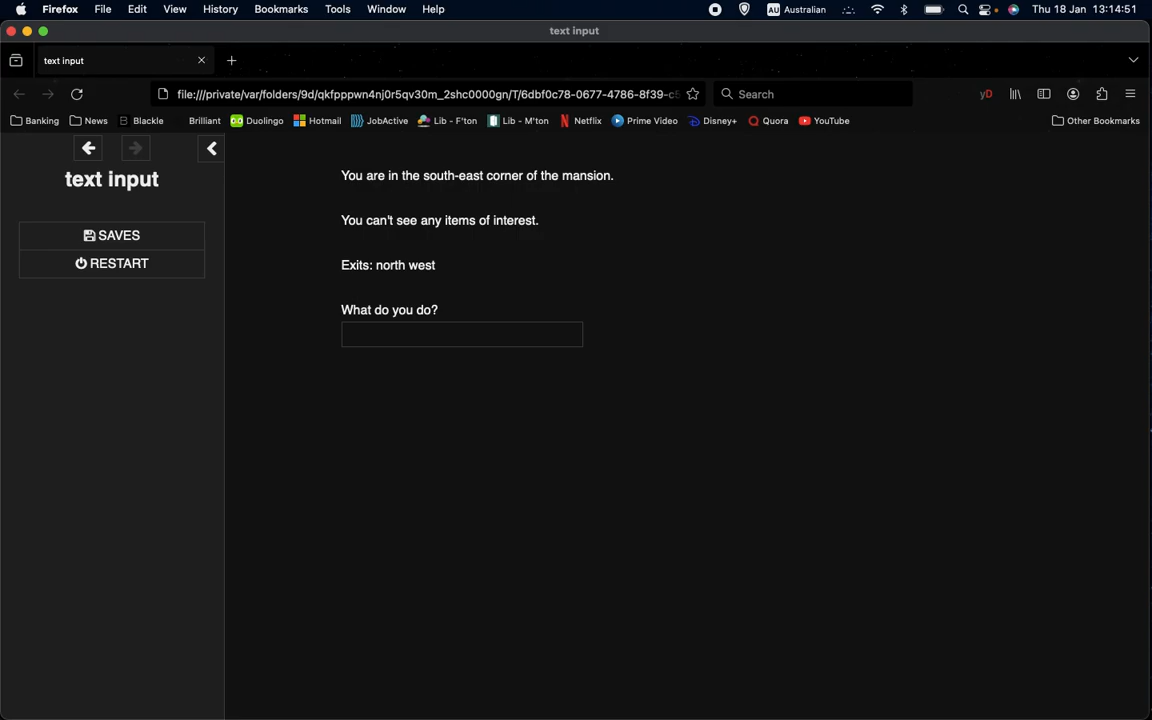 Firefox File Edit View History Bookmarks Tools Window Help AU Australian Thu 18 Jan 13:14:51
text input
text input
file:///private/var/folders/9d/qkfpppwn4nj0r5qv30m_2shc0000gn/T/6dbf0c78-0677-4786-8f39-c5 Search yD
Banking News B Blackle Brilliant Duolingo Hotmail JobActive Lib - F'ton Lib - M'ton Netflix Prime Video Disney+ Quora YouTube Other Bookmarks
text input
SAVES
RESTART
You are in the south-east corner of the mansion.
You can't see any items of interest.
Exits: north west
What do you do?